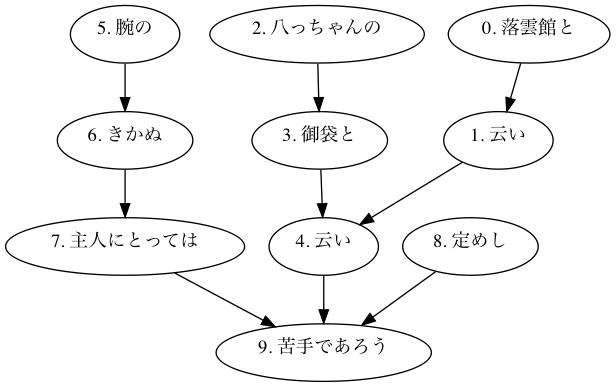 5. 腕の
2. 八っちゃんの
0. 落雲館と
6. きかぬ
3. 御袋と
1. 云い
7. 主人にとっては
4. 云い
8. 定めし
9. 苦手であろう